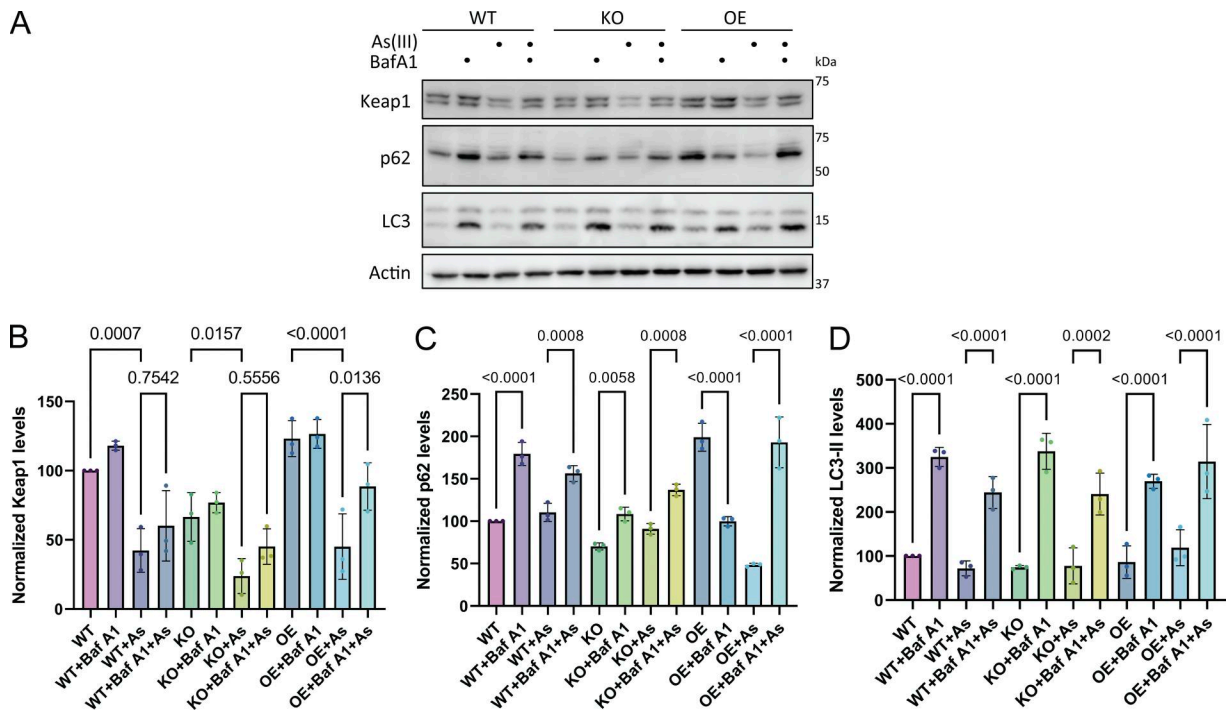 A
WT KO OE
As(III) • • • • • •
BafA1 • • • • • •
kDa
Keap1 75
p62 75
50
LC3 15
Actin 37
B
0.0007 0.0157 <0.0001
0.7542 0.5556 0.0136
Normalized Keap1 levels
150
100
50
0
WT
WT+Baf A1
WT+As
WT+Baf A1+As
KO
KO+Baf A1
KO+As
KO+Baf A1+As
OE
OE+Baf A1
OE+As
OE+Baf A1+As
C
0.0008 0.0008 <0.0001
<0.0001 0.0058 <0.0001
Normalized p62 levels
250
200
150
100
50
0
WT
WT+Baf A1
WT+As
WT+Baf A1+As
KO
KO+Baf A1
KO+As
KO+Baf A1+As
OE
OE+Baf A1
OE+As
OE+Baf A1+As
D
<0.0001 0.0002 <0.0001
<0.0001 <0.0001 <0.0001
Normalized LC3-II levels
500
400
300
200
100
0
WT
WT+Baf A1
WT+As
WT+Baf A1+As
KO
KO+Baf A1
KO+As
KO+Baf A1+As
OE
OE+Baf A1
OE+As
OE+Baf A1+As